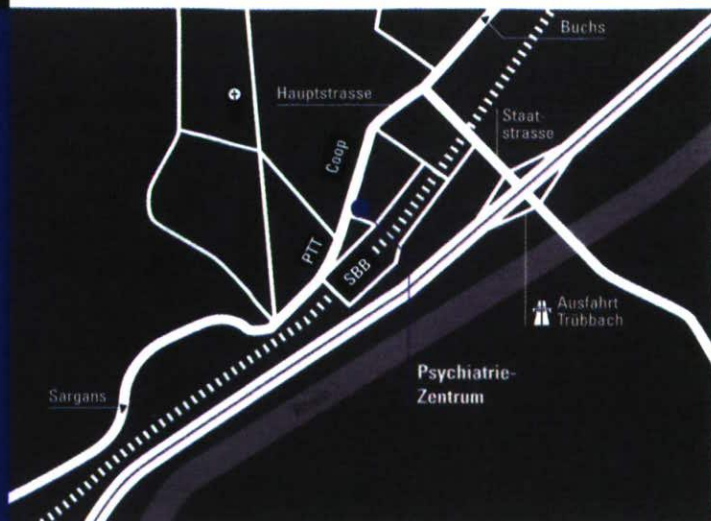 Buchs
Hauptstrasse
Staat-
strasse
Coop
PTT
SBB
Ausfahrt
Trübbach
Psychiatrie-
Zentrum
Sargans